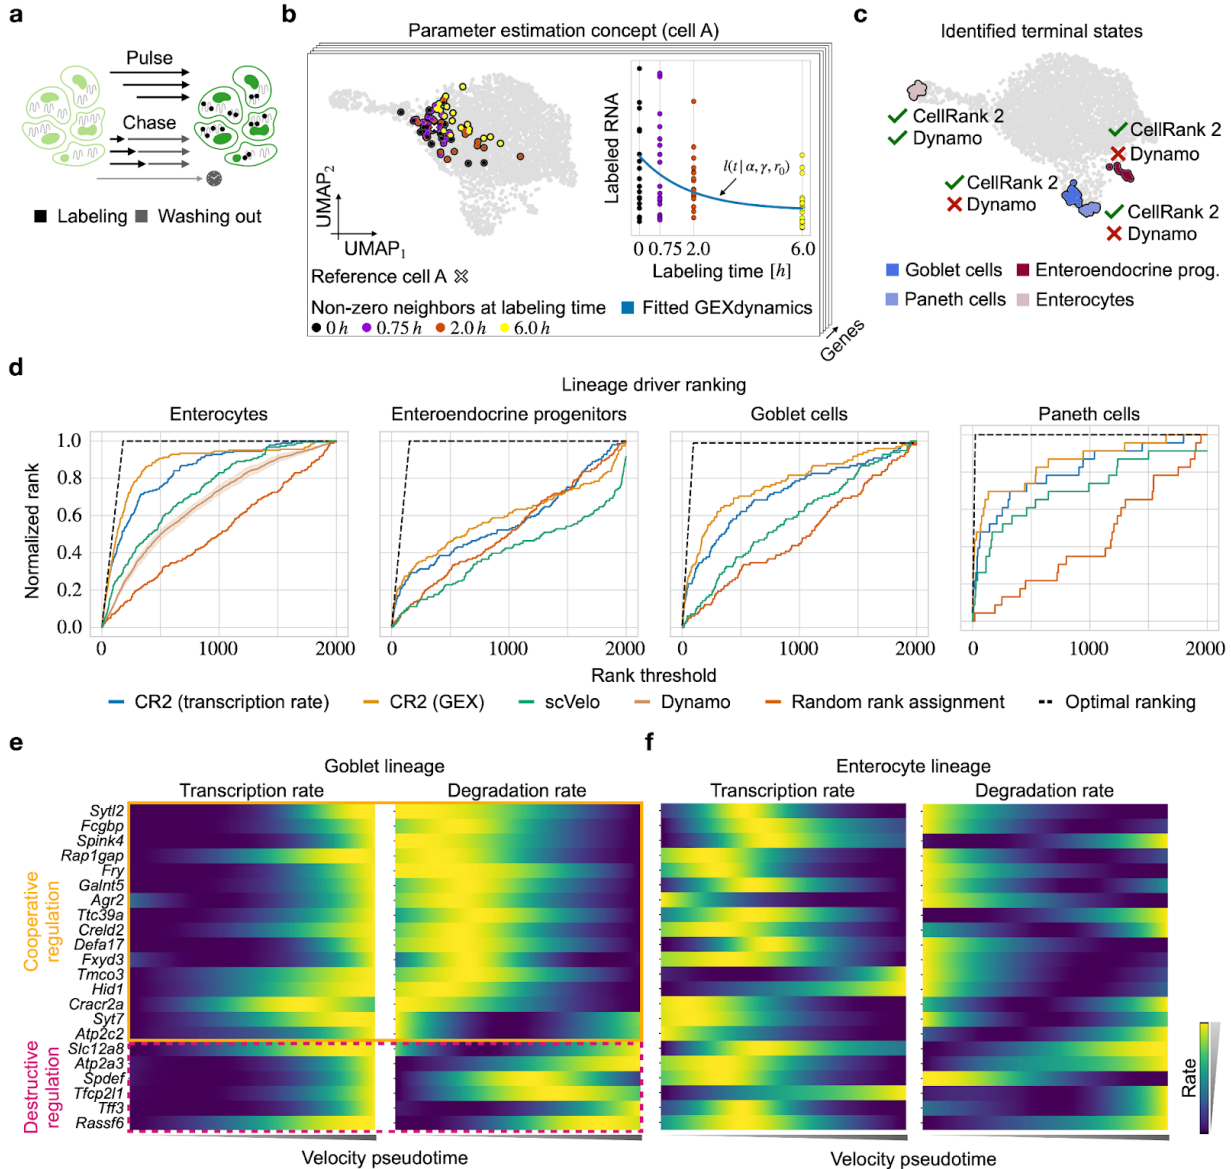 a
Pulse
Chase
Labeling
Washing out
b
Parameter estimation concept (cell A)
UMAP2
UMAP1
Labeled RNA
l(t | α, γ, r0)
0 0.75 2.0 6.0
Labeling time [h]
Reference cell A
Non-zero neighbors at labeling time
Fitted GEXdynamics
0 h 0.75 h 2.0 h 6.0 h
Genes
c
Identified terminal states
CellRank 2
Dynamo
CellRank 2
Dynamo
CellRank 2
Dynamo
CellRank 2
Dynamo
Goblet cells
Enteroendocrine prog.
Paneth cells
Enterocytes
d
Lineage driver ranking
Enterocytes
Enteroendocrine progenitors
Goblet cells
Paneth cells
Normalized rank
1.0
0.8
0.6
0.4
0.2
0.0
0 1000 2000
0 1000 2000
0 1000 2000
0 1000 2000
Rank threshold
CR2 (transcription rate)
CR2 (GEX)
scVelo
Dynamo
Random rank assignment
Optimal ranking
e
Goblet lineage
Transcription rate
Degradation rate
Cooperative
regulation
Destructive
regulation
Sytl2
Fcgbp
Spink4
Rap1gap
Fry
Galnt5
Agr2
Ttc39a
Creld2
Defa17
Fxyd3
Tmco3
Hid1
Cracr2a
Syt7
Atp2c2
Slc12a8
Atp2a3
Spdef
Tfcp2l1
Tff3
Rassf6
Velocity pseudotime
f
Enterocyte lineage
Transcription rate
Degradation rate
Velocity pseudotime
Rate